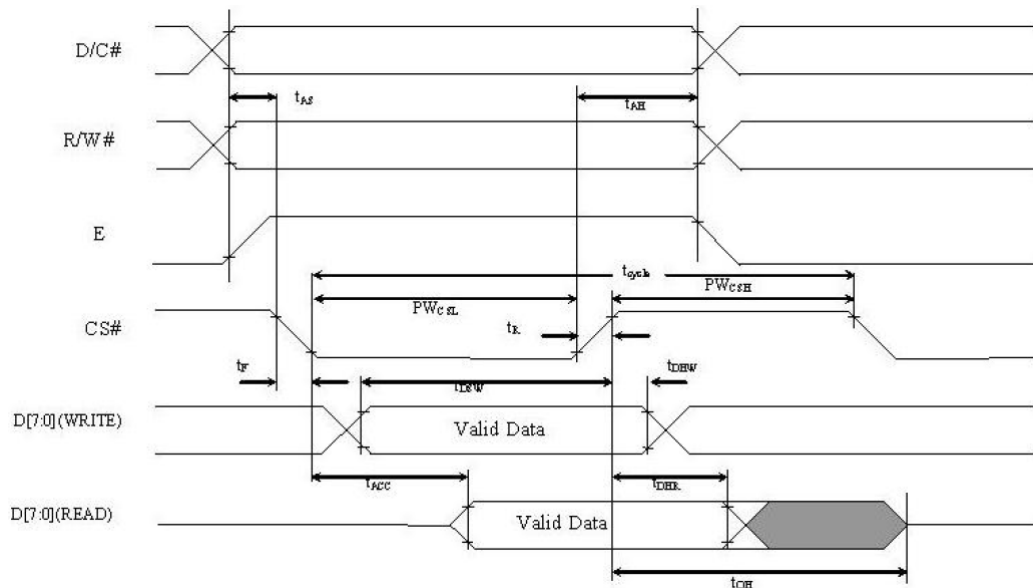 D/C#
tAS
tAH
R/W#
E
tcycle
PWCSL
PWCSH
CS#
tR
tF
tDSW
tDHW
D[7:0](WRITE)
Valid Data
tACC
tDHR
D[7:0](READ)
Valid Data
tOH